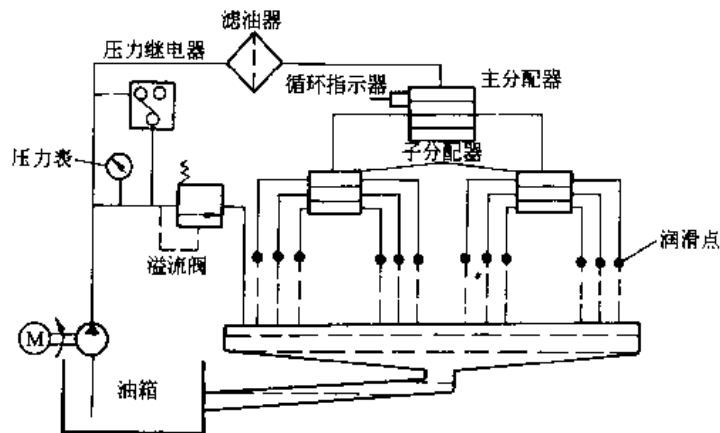 滤油器
压力继电器
循环指示器
主分配器
子分配器
压力表
溢流阀
润滑点
M
油箱